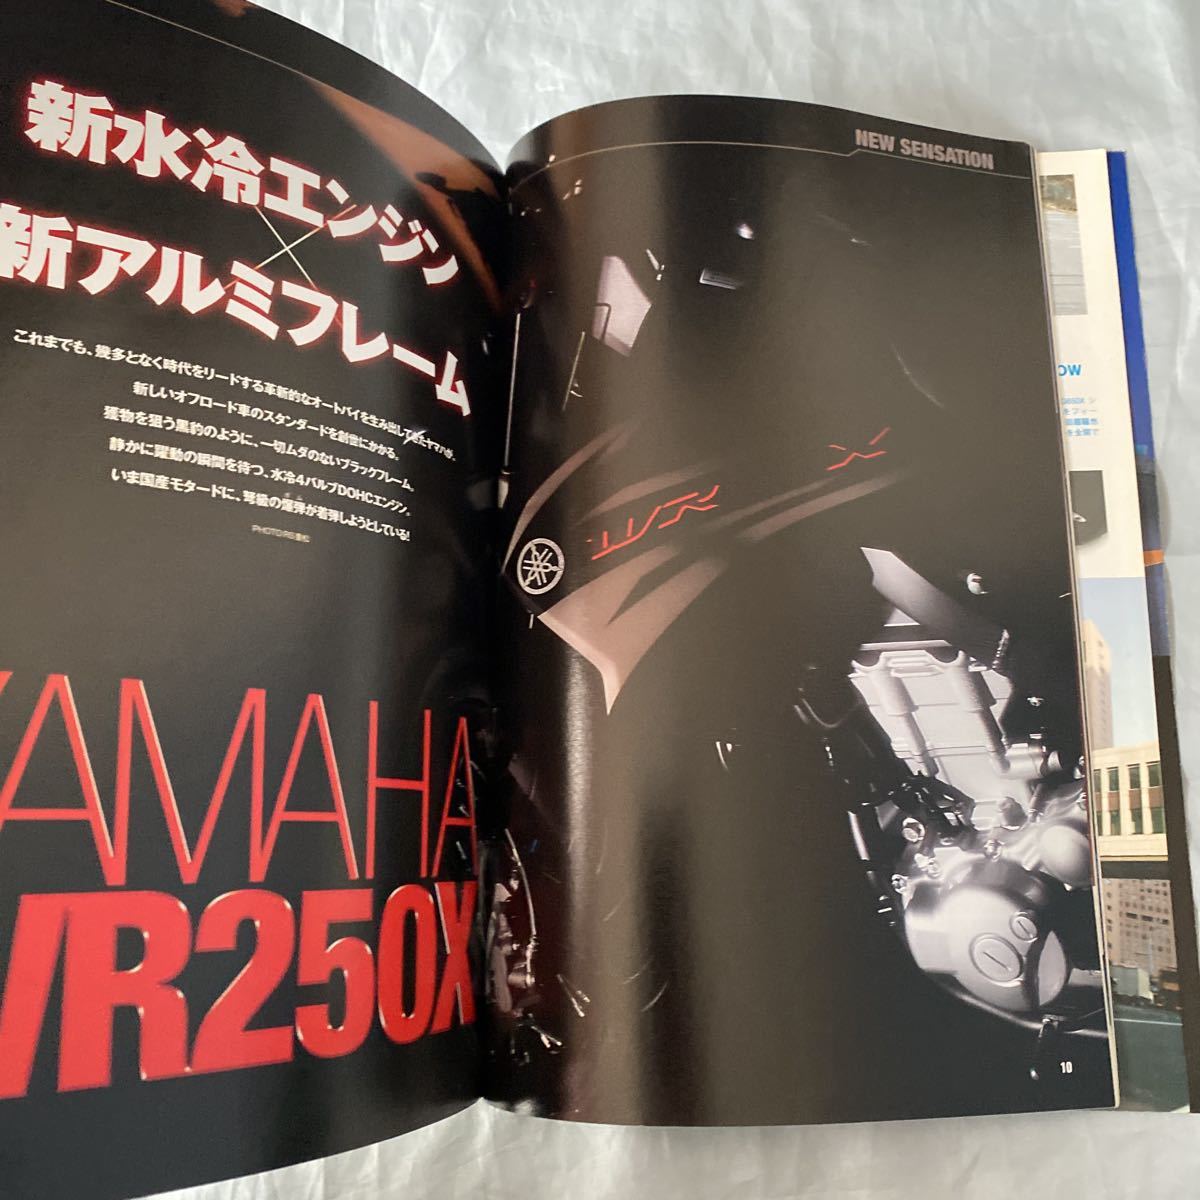 新水冷エンジン
×
新アルミフレーム
これまでも、幾多となく時代をリードする革新的なオートバイを生み出してきたヤマハが、
新しいオフロード車のスタンダードを創世にかかる。
獲物を狙う黒豹のように、一切ムダのないブラックフレーム。
静かに躍動の瞬間を待つ、水冷4バルブDOHCエンジン。
いま国産モタードに、弩級の爆弾が着弾しようとしている!
YAMAHA
WR250X
NEW SENSATION
WR X
10
OW